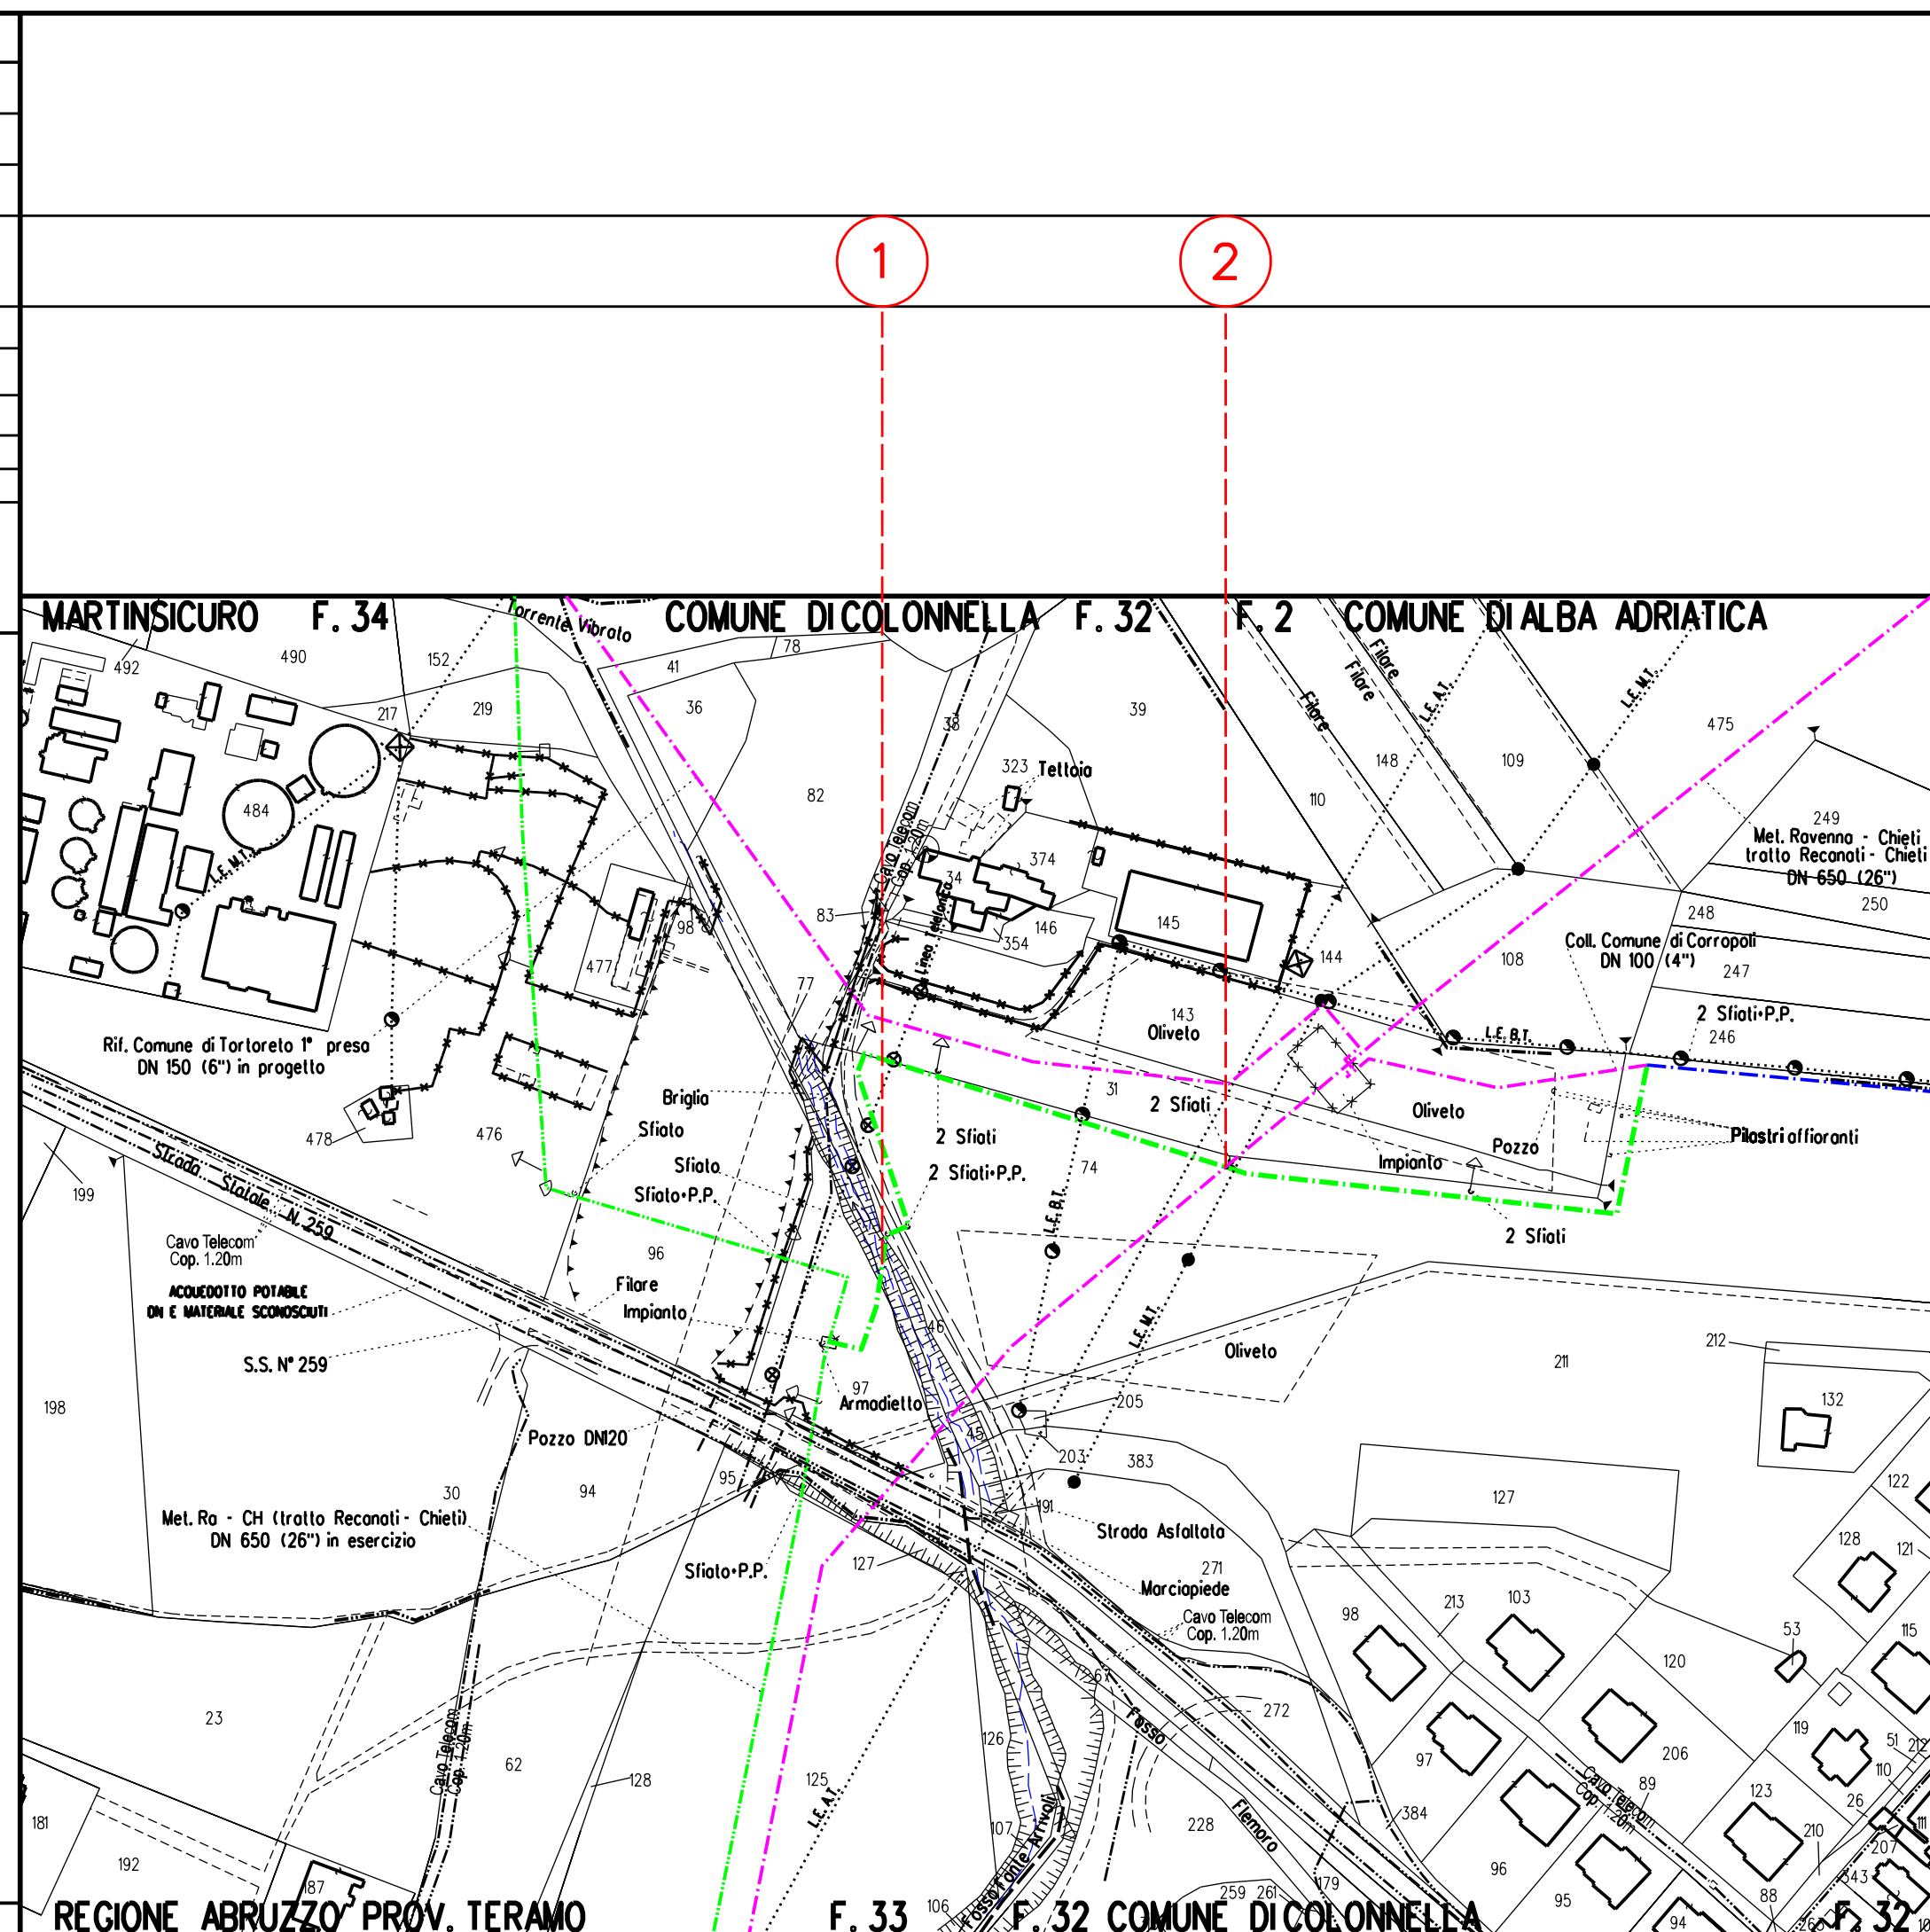 1
2
MARTINSICURO F. 34 COMUNE DI COLONNELLA F. 32 F. 2 COMUNE DI ALBA ADRIATICA
Torrente Vibrata
492
490
152
217
219
41
78
36
38
39
82
323 Tettoia
Filare
Filare
Filare
L.E.A.T.
L.E.M.T.
148
109
110
475
249
Met. Ravenna - Chieti
tratto Recanati - Chieti
DN 650 (26")
250
248
247
246
484
L.E.M.T.
Cavo Telecom
Cop. 1.20m
34
374
Linea Telefonica
83
146
354
145
144
143
Oliveto
108
Coll. Comune di Corropoli
DN 100 (4")
2 Sfiati+P.P.
L.E.B.T.
477
98
77
Rif. Comune di Tortoreto 1° presa
DN 150 (6") in progetto
478
476
Briglia
Sfiato
Sfiato
Sfiato+P.P.
2 Sfiati
2 Sfiati+P.P.
31
2 Sfiati
74
Oliveto
Pozzo
Impianto
Pilastri affioranti
2 Sfiati
199
Strada Statale N. 259
Cavo Telecom
Cop. 1.20m
ACQUEDOTTO POTABILE
DN E MATERIALE SCONOSCIUTI
S.S. N° 259
96
Filare
Impianto
L.E.B.T.
L.E.M.T.
46
Oliveto
211
212
132
198
97
Armadietto
205
45
203
383
Pozzo DN120
95
94
30
Met. Ra - CH (tratto Recanati - Chieti)
DN 650 (26") in esercizio
191
Strada Asfaltata
127
122
128
121
Sfiato+P.P.
127
271
Marciapiede
Cavo Telecom
Cop. 1.20m
98
213
103
53
115
67
120
23
Fosso
272
126
119
51
212
97
206
110
Cavo Telecom
Cop. 1.20m
62
128
125
L.E.A.T.
Cavo Telecom
Cop. 1.20m
89
123
26
111
181
107
Fosso Fonte Arrivoli
228
Flemoro
384
210
207
192
187
96
343
106
259
261
179
95
94
88
REGIONE ABRUZZO PROV. TERAMO F. 33 F. 32 COMUNE DI COLONNELLA F. 32